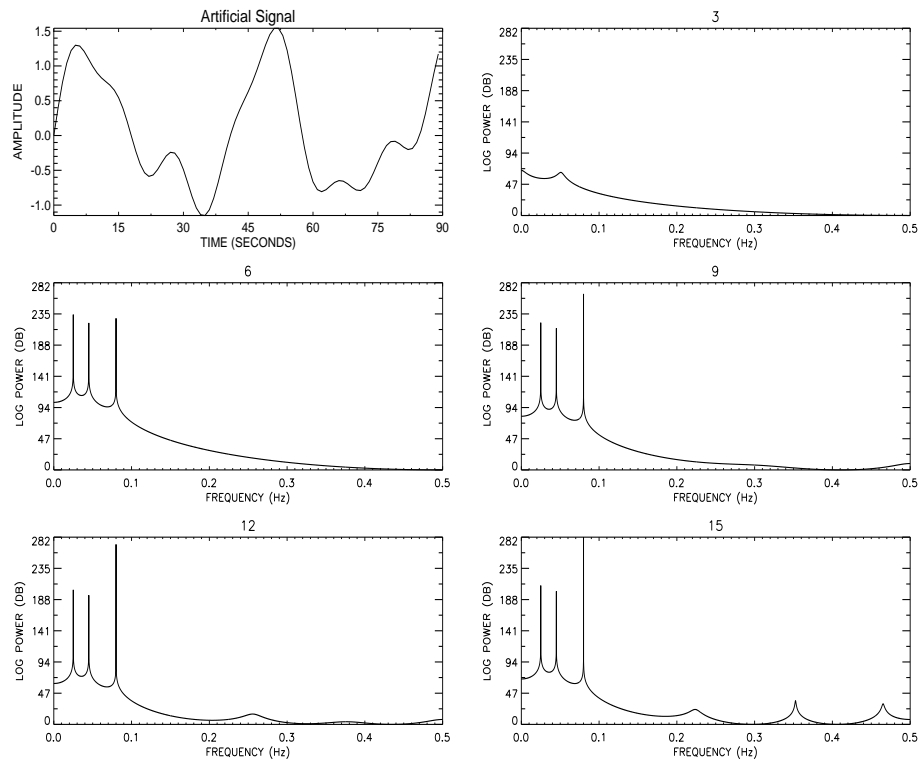 Artificial Signal
1.5
1.0
0.5
0.0
-0.5
-1.0
AMPLITUDE
0 15 30 45 60 75 90
TIME (SECONDS)
3
282
235
188
141
94
47
0
LOG POWER (DB)
0.0 0.1 0.2 0.3 0.4 0.5
FREQUENCY (Hz)
6
282
235
188
141
94
47
0
LOG POWER (DB)
0.0 0.1 0.2 0.3 0.4 0.5
FREQUENCY (Hz)
9
282
235
188
141
94
47
0
LOG POWER (DB)
0.0 0.1 0.2 0.3 0.4 0.5
FREQUENCY (Hz)
12
282
235
188
141
94
47
0
LOG POWER (DB)
0.0 0.1 0.2 0.3 0.4 0.5
FREQUENCY (Hz)
15
282
235
188
141
94
47
0
LOG POWER (DB)
0.0 0.1 0.2 0.3 0.4 0.5
FREQUENCY (Hz)